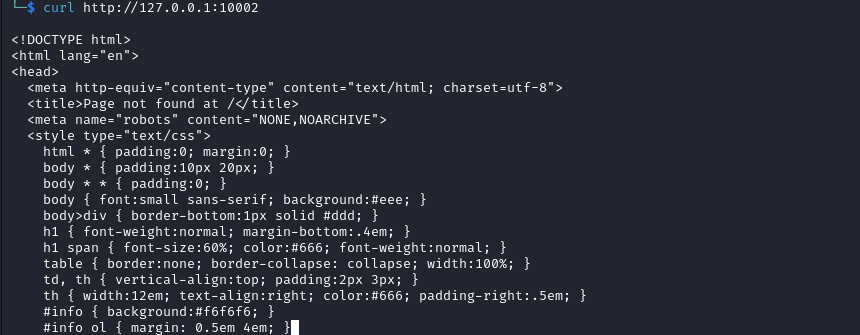 └─$ curl http://127.0.0.1:10002
<!DOCTYPE html>
<html lang="en">
<head>
  <meta http-equiv="content-type" content="text/html; charset=utf-8">
  <title>Page not found at /</title>
  <meta name="robots" content="NONE,NOARCHIVE">
  <style type="text/css">
    html * { padding:0; margin:0; }
    body * { padding:10px 20px; }
    body * * { padding:0; }
    body { font:small sans-serif; background:#eee; }
    body>div { border-bottom:1px solid #ddd; }
    h1 { font-weight:normal; margin-bottom:.4em; }
    h1 span { font-size:60%; color:#666; font-weight:normal; }
    table { border:none; border-collapse: collapse; width:100%; }
    td, th { vertical-align:top; padding:2px 3px; }
    th { width:12em; text-align:right; color:#666; padding-right:.5em; }
    #info { background:#f6f6f6; }
    #info ol { margin: 0.5em 4em; }